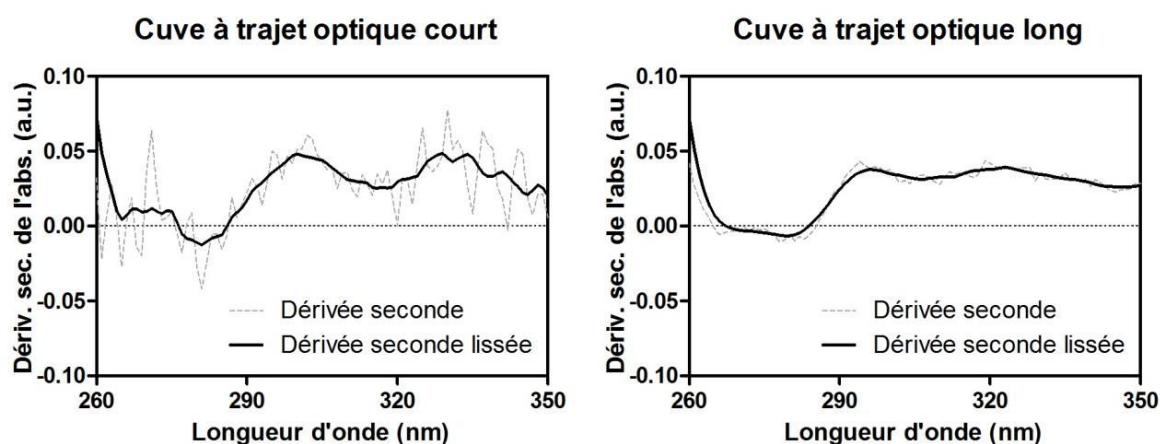 Cuve à trajet optique court
Dériv. sec. de l'abs. (a.u.)
0.10
0.05
0.00
-0.05
-0.10
Dérivée seconde
Dérivée seconde lissée
260
290
320
350
Longueur d'onde (nm)
Cuve à trajet optique long
Dériv. sec. de l'abs. (a.u.)
0.10
0.05
0.00
-0.05
-0.10
Dérivée seconde
Dérivée seconde lissée
260
290
320
350
Longueur d'onde (nm)